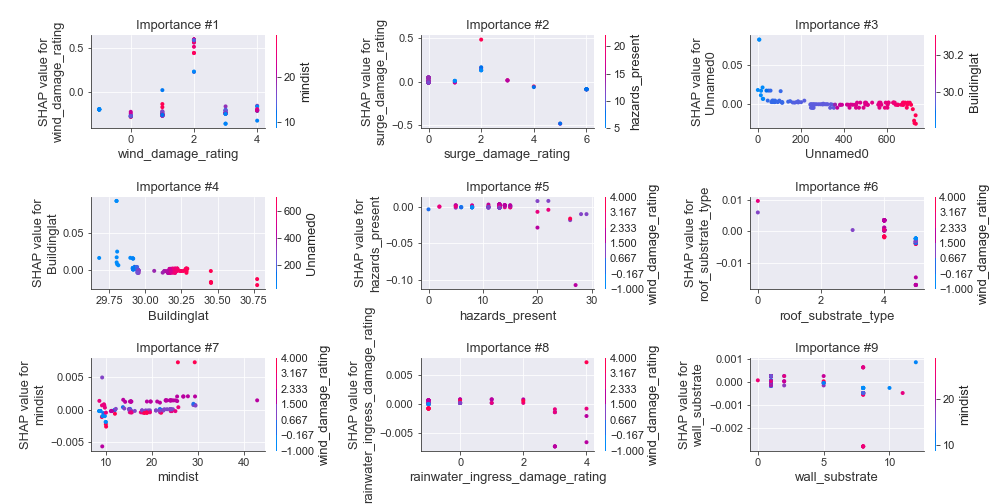 Importance #1
SHAP value for
wind_damage_rating
0.5
0.0
0
2
4
wind_damage_rating
20
10
mindist
Importance #2
SHAP value for
surge_damage_rating
0.5
0.0
−0.5
0
2
4
6
surge_damage_rating
20
15
10
5
hazards_present
Importance #3
SHAP value for
Unnamed0
0.05
0.00
0
200
400
600
Unnamed0
30.2
30.0
Buildinglat
Importance #4
SHAP value for
Buildinglat
0.05
0.00
29.75
30.00
30.25
30.50
30.75
Buildinglat
600
400
200
Unnamed0
Importance #5
SHAP value for
hazards_present
0.00
−0.05
−0.10
0
10
20
30
hazards_present
4.000
3.167
2.333
1.500
0.667
−0.167
−1.000
wind_damage_rating
Importance #6
SHAP value for
roof_substrate_type
0.01
0.00
−0.01
0
2
4
roof_substrate_type
4.000
3.167
2.333
1.500
0.667
−0.167
−1.000
wind_damage_rating
Importance #7
SHAP value for
mindist
0.005
0.000
−0.005
10
20
30
40
mindist
4.000
3.167
2.333
1.500
0.667
−0.167
−1.000
wind_damage_rating
Importance #8
SHAP value for
rainwater_ingress_damage_rating
0.005
0.000
−0.005
0
2
4
rainwater_ingress_damage_rating
4.000
3.167
2.333
1.500
0.667
−0.167
−1.000
wind_damage_rating
Importance #9
SHAP value for
wall_substrate
0.001
0.000
−0.001
−0.002
0
5
10
wall_substrate
20
10
mindist